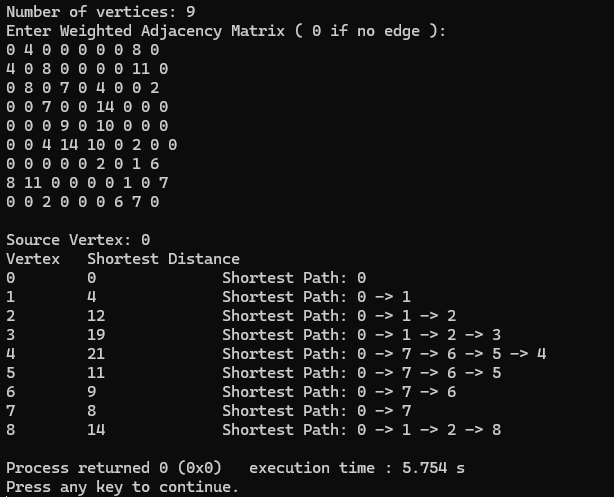 Number of vertices: 9
Enter Weighted Adjacency Matrix ( 0 if no edge ):
0 4 0 0 0 0 0 8 0
4 0 8 0 0 0 0 11 0
0 8 0 7 0 4 0 0 2
0 0 7 0 0 14 0 0 0
0 0 0 9 0 10 0 0 0
0 0 4 14 10 0 2 0 0
0 0 0 0 0 2 0 1 6
8 11 0 0 0 0 1 0 7
0 0 2 0 0 0 6 7 0
Source Vertex: 0
Vertex   Shortest Distance
0        0              Shortest Path: 0
1        4              Shortest Path: 0 -> 1
2        12             Shortest Path: 0 -> 1 -> 2
3        19             Shortest Path: 0 -> 1 -> 2 -> 3
4        21             Shortest Path: 0 -> 7 -> 6 -> 5 -> 4
5        11             Shortest Path: 0 -> 7 -> 6 -> 5
6        9              Shortest Path: 0 -> 7 -> 6
7        8              Shortest Path: 0 -> 7
8        14             Shortest Path: 0 -> 1 -> 2 -> 8
Process returned 0 (0x0)   execution time : 5.754 s
Press any key to continue.